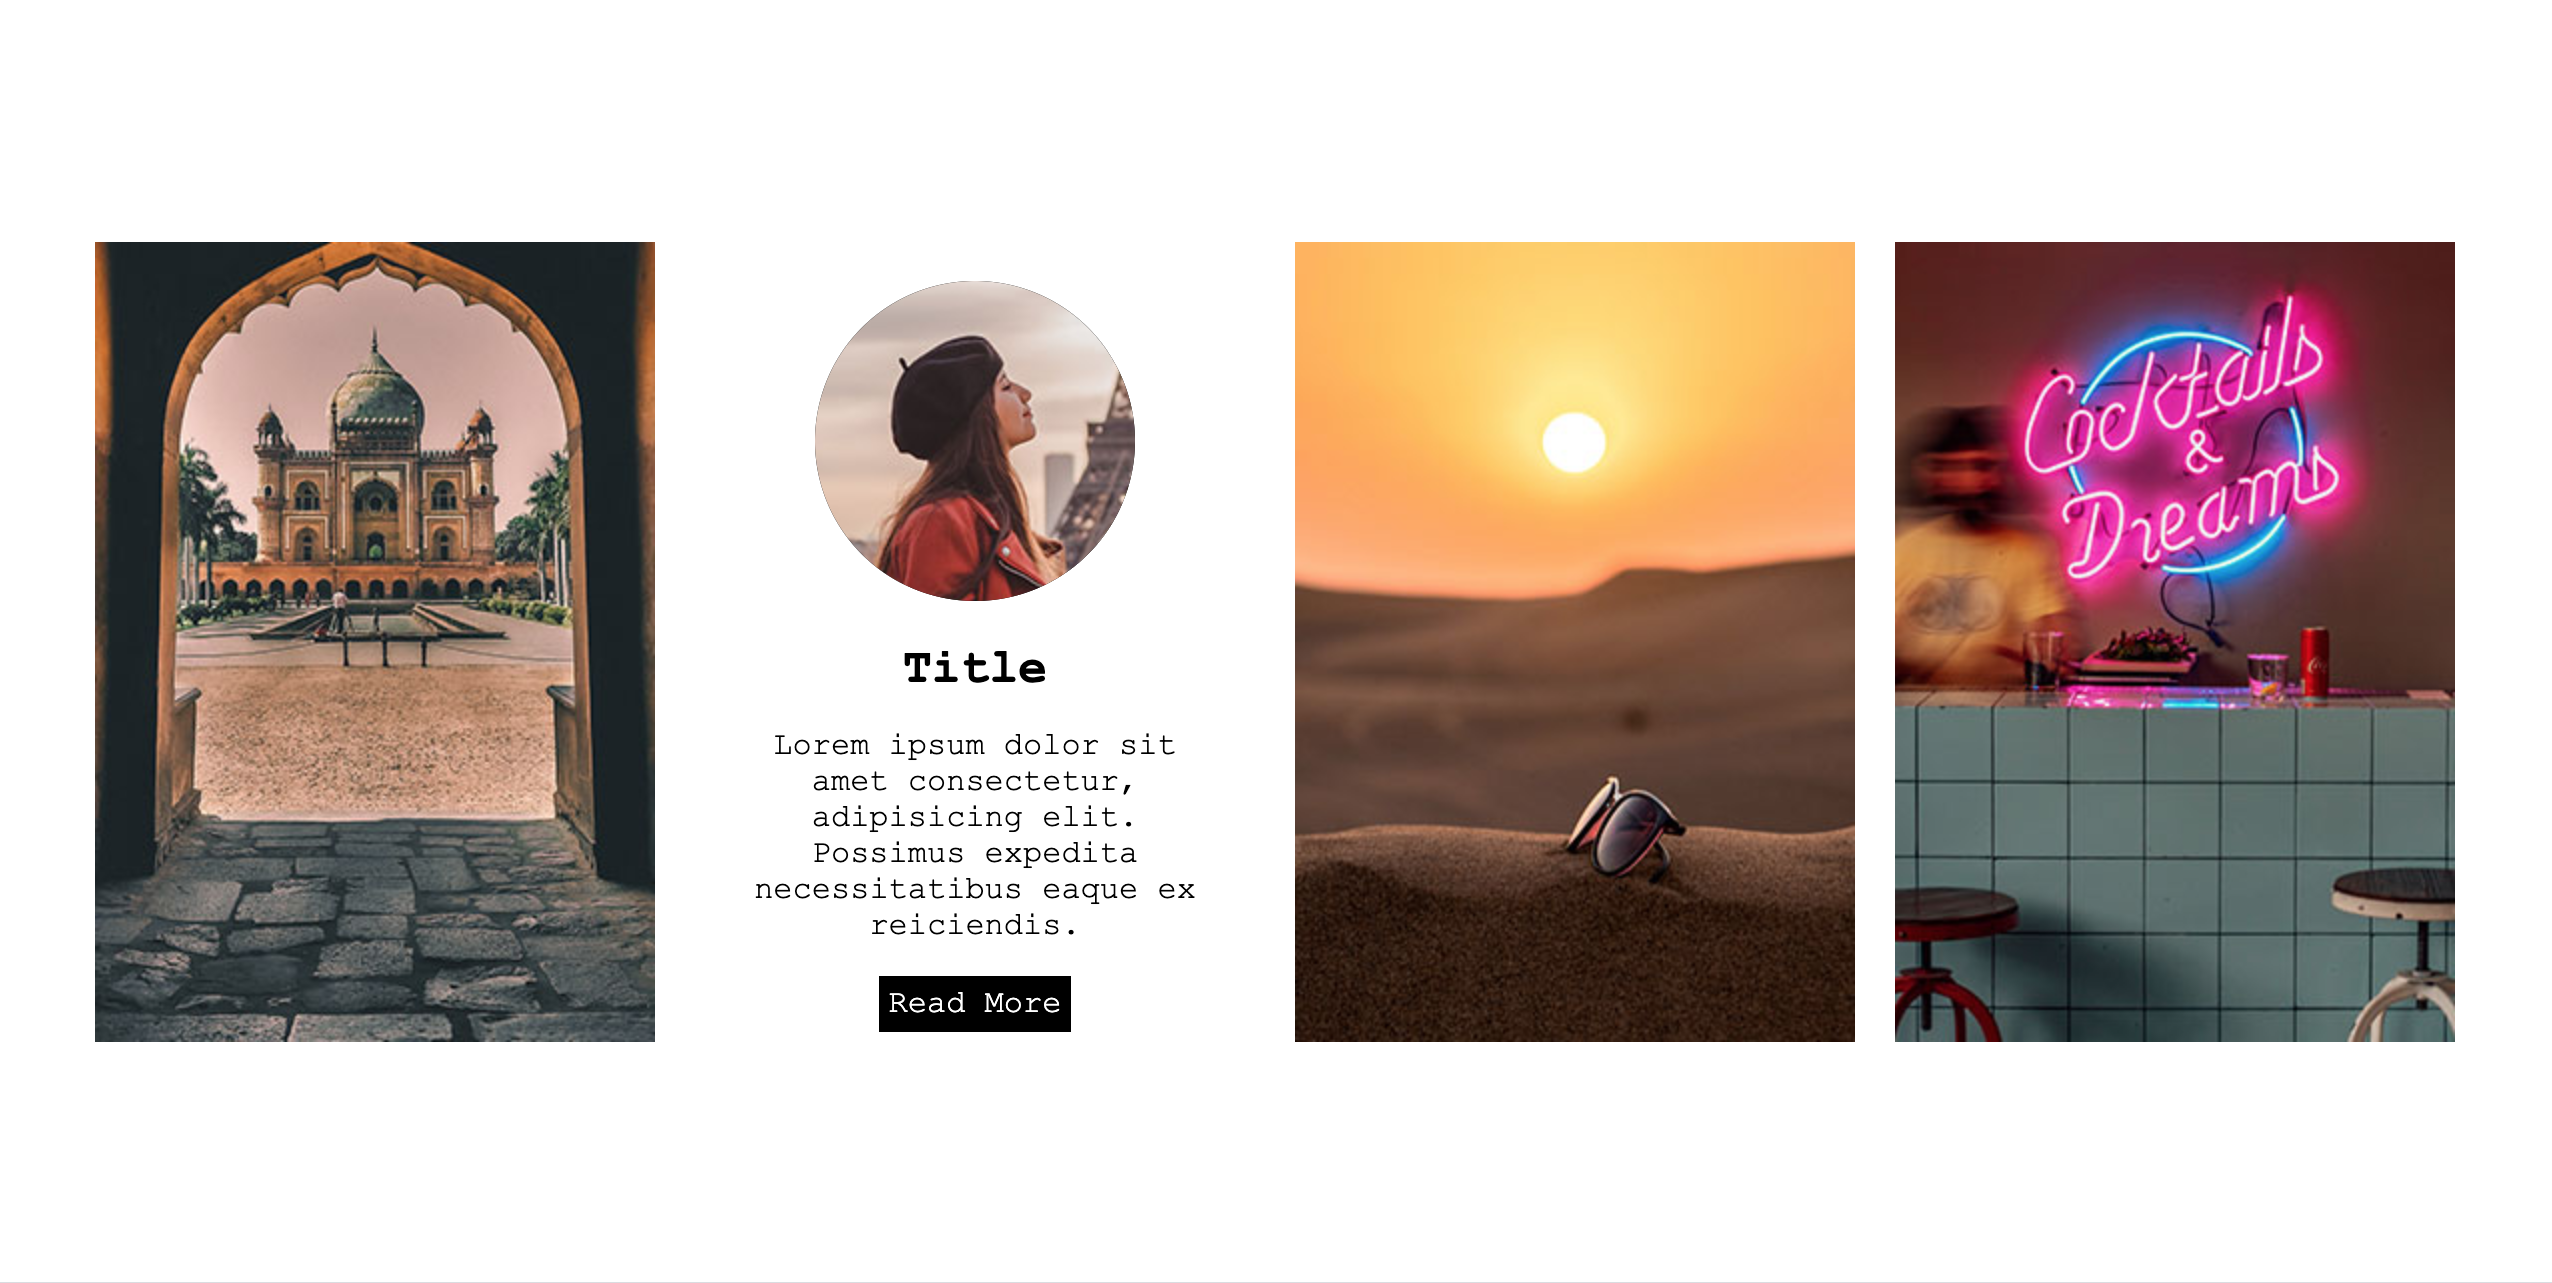 Title
Lorem ipsum dolor sit
amet consectetur,
adipisicing elit.
Possimus expedita
necessitatibus eaque ex
reiciendis.
Read More
Cocktails
&
Dreams